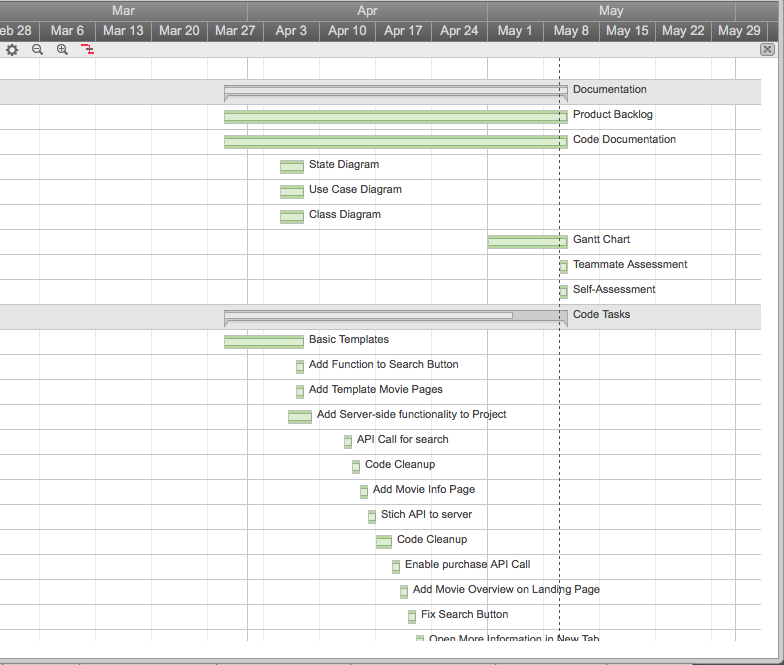 Mar Apr May
eb 28 Mar 6 Mar 13 Mar 20 Mar 27 Apr 3 Apr 10 Apr 17 Apr 24 May 1 May 8 May 15 May 22 May 29
Documentation
Product Backlog
Code Documentation
State Diagram
Use Case Diagram
Class Diagram
Gantt Chart
Teammate Assessment
Self-Assessment
Code Tasks
Basic Templates
Add Function to Search Button
Add Template Movie Pages
Add Server-side functionality to Project
API Call for search
Code Cleanup
Add Movie Info Page
Stich API to server
Code Cleanup
Enable purchase API Call
Add Movie Overview on Landing Page
Fix Search Button
Open More Information in New Tab